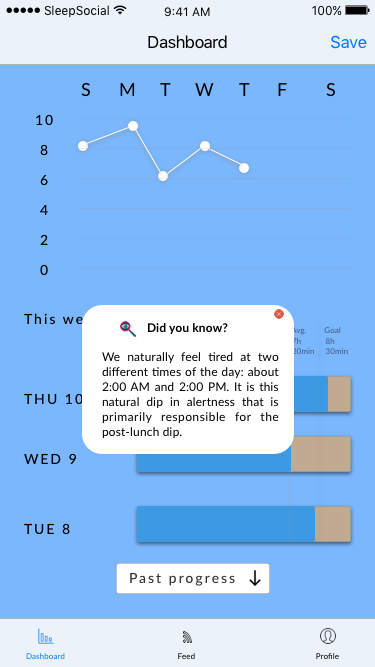 SleepSocial 9:41 AM 100%
Dashboard Save
S M T W T F S
10
8
6
4
2
0
This we
Did you know?
We naturally feel tired at two
different times of the day: about
2:00 AM and 2:00 PM. It is this
natural dip in alertness that is
primarily responsible for the
post-lunch dip.
Avg. Goal
7h 8h
20min 30min
THU 10
WED 9
TUE 8
Past progress
Dashboard Feed Profile